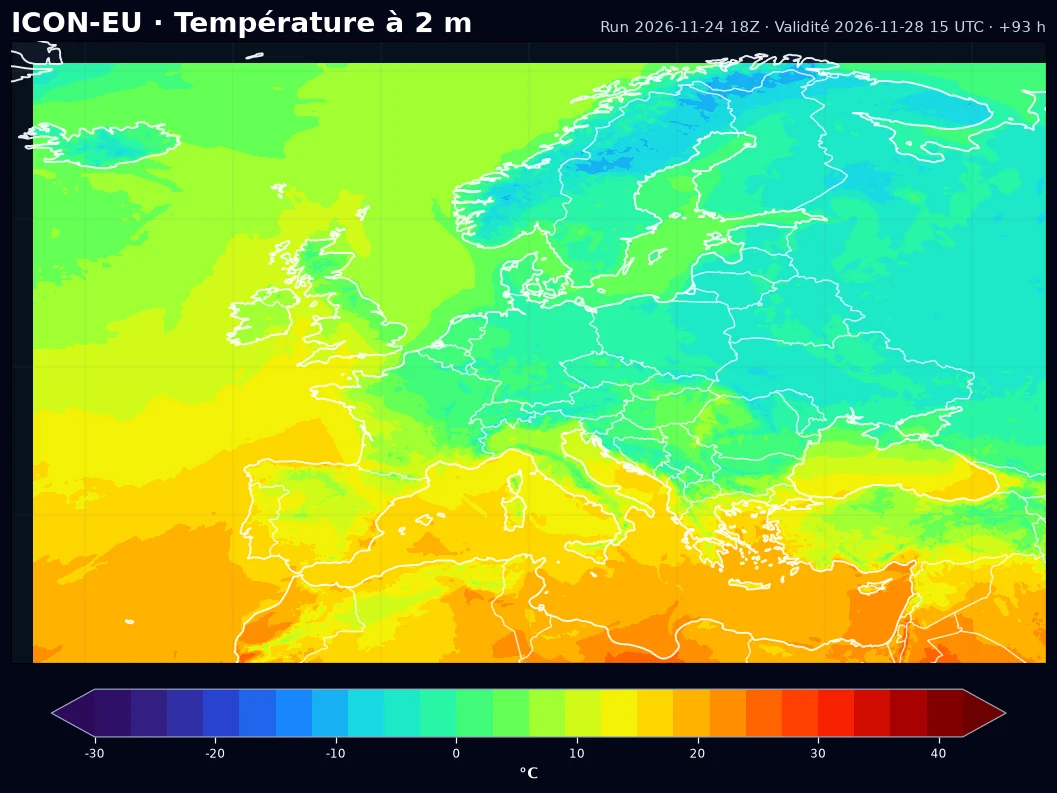 ICON-EU · Température à 2 m
Run 2026-11-24 18Z · Validité 2026-11-28 15 UTC · +93 h
-30 -20 -10 0 10 20 30 40
°C